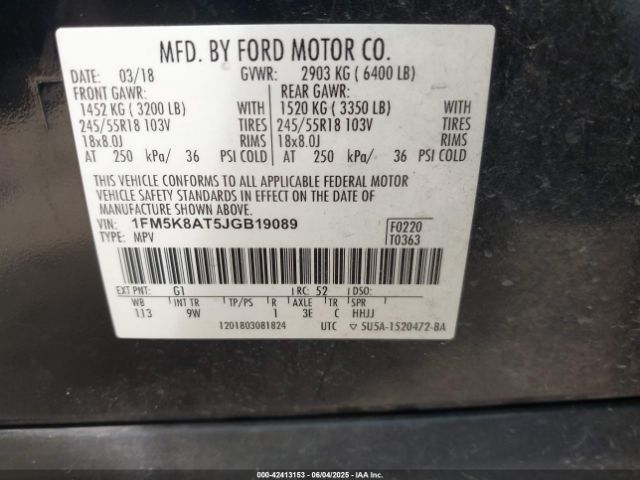 MFD. BY FORD MOTOR CO.
DATE: 03/18 GVWR: 2903 KG ( 6400 LB)
FRONT GAWR: REAR GAWR:
1452 KG ( 3200 LB) WITH 1520 KG ( 3350 LB) WITH
245/55R18 103V TIRES 245/55R18 103V TIRES
18x8.0J RIMS 18x8.0J RIMS
AT 250 kPa/ 36 PSI COLD AT 250 kPa/ 36 PSI COLD
THIS VEHICLE CONFORMS TO ALL APPLICABLE FEDERAL MOTOR
VEHICLE SAFETY STANDARDS IN EFFECT ON THE DATE OF
MANUFACTURE SHOWN ABOVE.
VIN: 1FM5K8AT5JGB19089 F0220
TYPE: MPV T0363
EXT PNT: G1 RC: 52 DSO:
WB INT TR TP/PS R AXLE TR SPR
113 9W 1 3E C HHJJ
1201803081824 UTC ▽ 5U5A-1520472-BA
000-42413153 - 06/04/2025 - IAAI.com